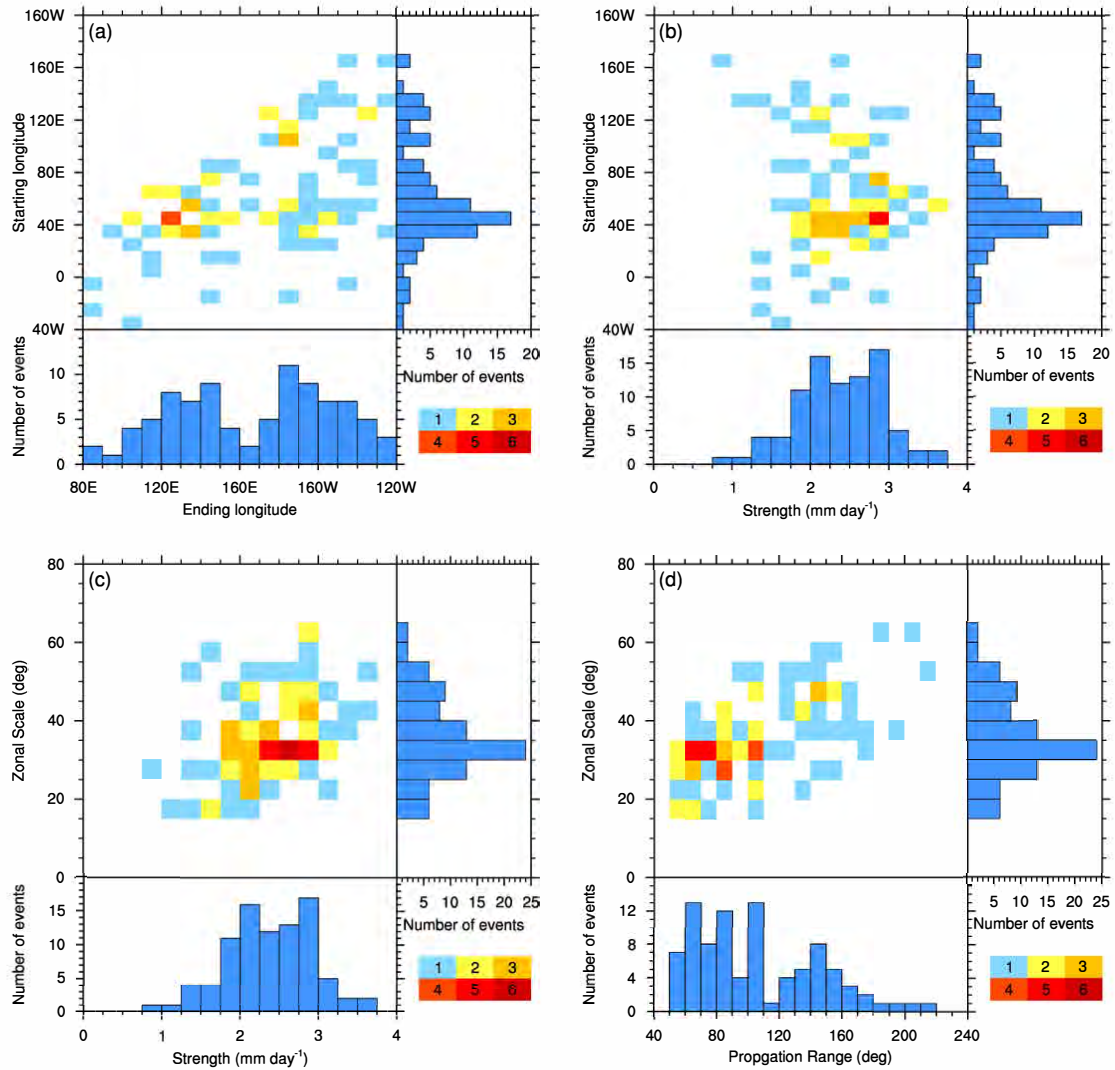 (a)
160W
160E
120E
80E
40E
0
40W
Starting longitude
10
5
0
Number of events
80E 120E 160E 160W 120W
Ending longitude
5 10 15 20
Number of events
1 2 3
4 5 6
(b)
160W
160E
120E
80E
40E
0
40W
Starting longitude
15
10
5
0
Number of events
0 1 2 3 4
Strength (mm day-1)
5 10 15 20
Number of events
1 2 3
4 5 6
(c)
80
60
40
20
0
Zonal Scale (deg)
15
10
5
0
Number of events
0 1 2 3 4
Strength (mm day-1)
5 10 15 20 25
Number of events
1 2 3
4 5 6
(d)
80
60
40
20
0
Zonal Scale (deg)
12
8
4
0
Number of events
40 80 120 160 200 240
Propgation Range (deg)
5 10 15 20 25
Number of events
1 2 3
4 5 6